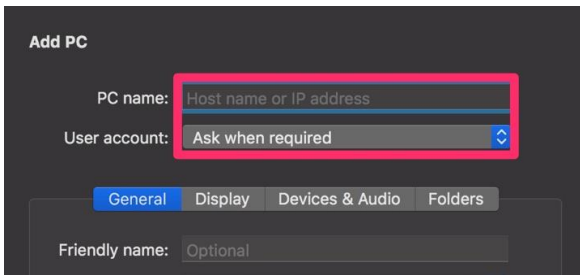 Add PC
PC name: Host name or IP address
User account: Ask when required
General Display Devices & Audio Folders
Friendly name: Optional